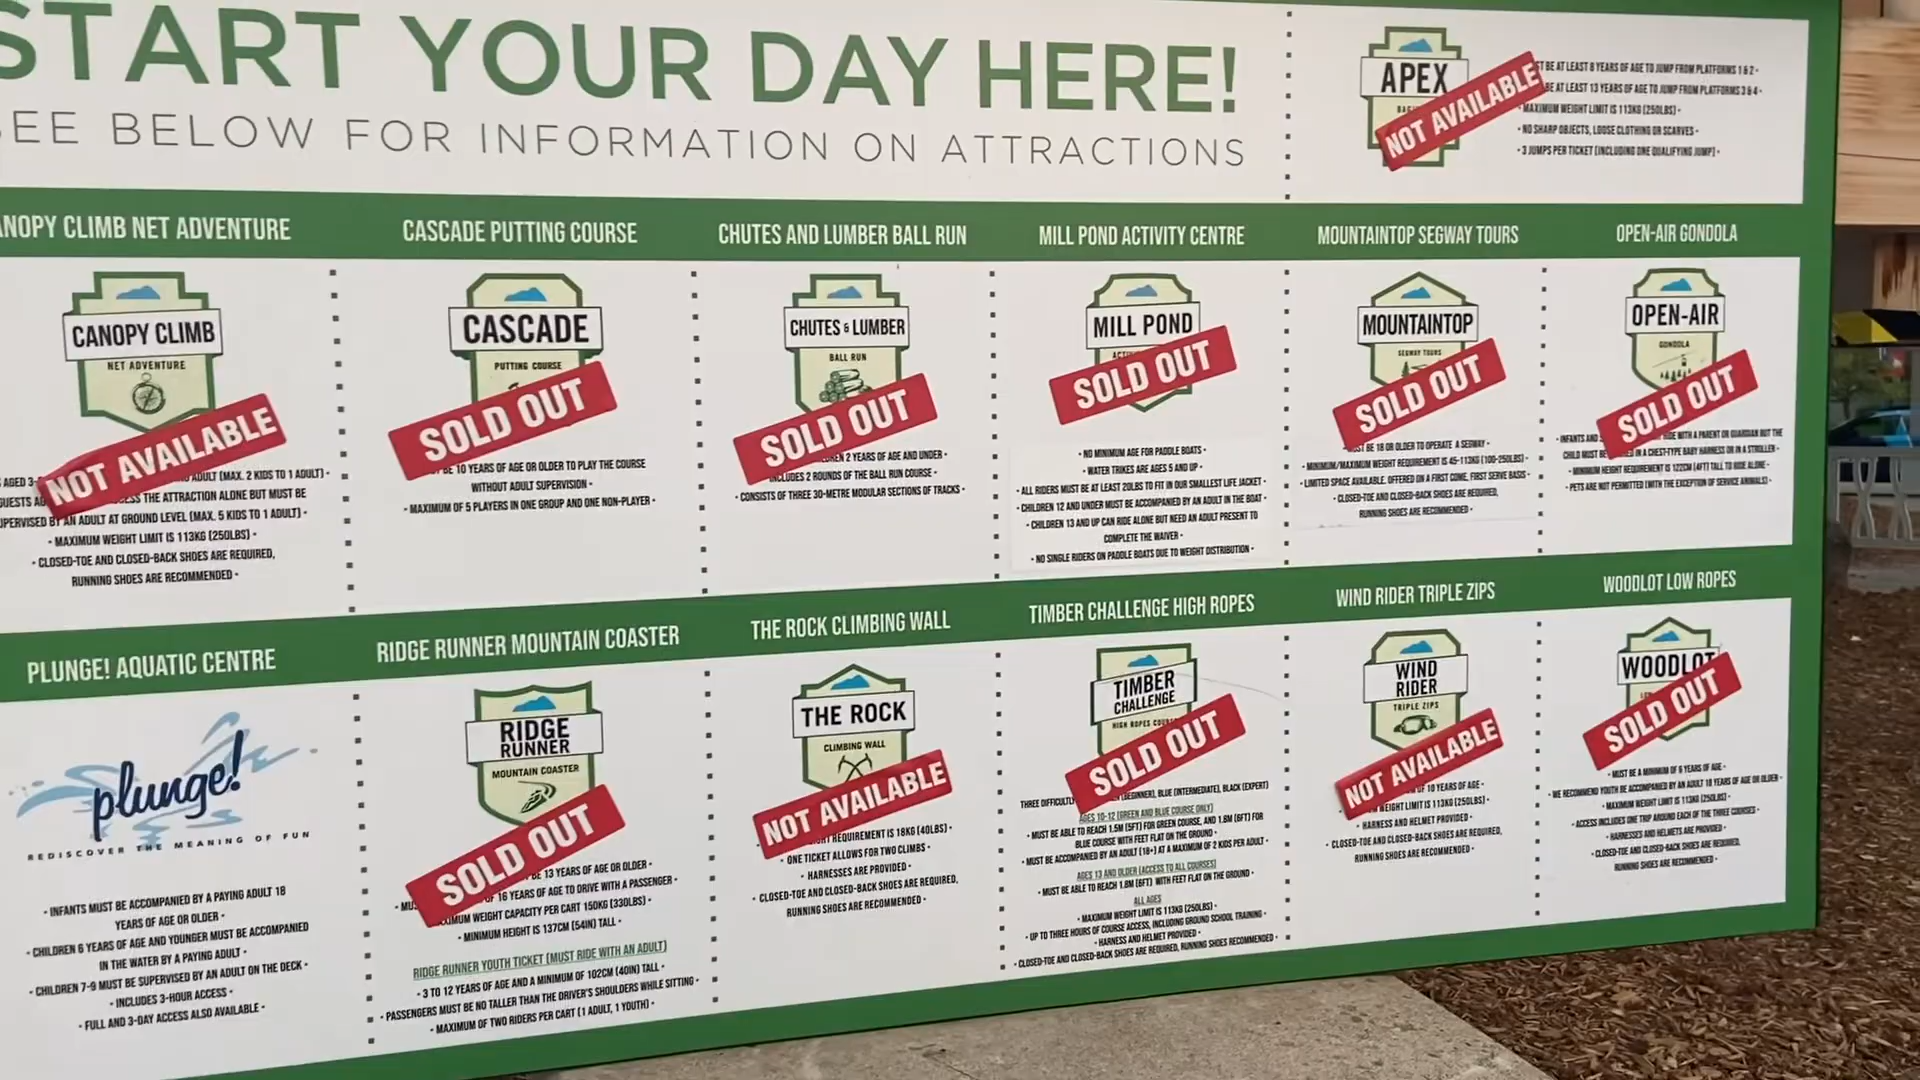 START YOUR DAY HERE!
SEE BELOW FOR INFORMATION ON ATTRACTIONS
APEX
NOT AVAILABLE
BE AT LEAST 8 YEARS OF AGE TO JUMP FROM PLATFORMS 1 & 2 •
BE AT LEAST 13 YEARS OF AGE TO JUMP FROM PLATFORMS 3 & 4 •
MAXIMUM WEIGHT LIMIT IS 113KG (250LBS) •
• NO SHARP OBJECTS, LOOSE CLOTHING OR SCARVES •
• 3 JUMPS PER TICKET (INCLUDING ONE QUALIFYING JUMP) •
CANOPY CLIMB NET ADVENTURE
CANOPY CLIMB
NET ADVENTURE
NOT AVAILABLE
AGED ADULT (MAX. 2 KIDS TO 1 ADULT) •
THE ATTRACTION ALONE BUT MUST BE
SUPERVISED BY AN ADULT AT GROUND LEVEL (MAX. 5 KIDS TO 1 ADULT) •
• MAXIMUM WEIGHT LIMIT IS 113KG (250LBS) •
• CLOSED-TOE AND CLOSED-BACK SHOES ARE REQUIRED,
RUNNING SHOES ARE RECOMMENDED •
CASCADE PUTTING COURSE
CASCADE
PUTTING COURSE
SOLD OUT
BE 10 YEARS OF AGE OR OLDER TO PLAY THE COURSE
WITHOUT ADULT SUPERVISION •
• MAXIMUM OF 5 PLAYERS IN ONE GROUP AND ONE NON-PLAYER •
CHUTES AND LUMBER BALL RUN
CHUTES & LUMBER
BALL RUN
SOLD OUT
2 YEARS OF AGE AND UNDER •
INCLUDES 2 ROUNDS OF THE BALL RUN COURSE •
• CONSISTS OF THREE 30-METRE MODULAR SECTIONS OF TRACKS •
MILL POND ACTIVITY CENTRE
MILL POND
SOLD OUT
• NO MINIMUM AGE FOR PADDLE BOATS •
• WATER TRIKES ARE AGES 5 AND UP •
• ALL RIDERS MUST BE AT LEAST 20LBS TO FIT IN OUR SMALLEST LIFE JACKET •
• CHILDREN 12 AND UNDER MUST BE ACCOMPANIED BY AN ADULT IN THE BOAT •
• CHILDREN 13 AND UP CAN RIDE ALONE BUT NEED AN ADULT PRESENT TO
COMPLETE THE WAIVER •
• NO SINGLE RIDERS ON PADDLE BOATS DUE TO WEIGHT DISTRIBUTION •
MOUNTAINTOP SEGWAY TOURS
MOUNTAINTOP
SEGWAY TOURS
SOLD OUT
MUST BE 18 OR OLDER TO OPERATE A SEGWAY •
• MINIMUM/MAXIMUM WEIGHT REQUIREMENT IS 45-113KG (100-250LBS) •
• LIMITED SPACE AVAILABLE. OFFERED ON A FIRST COME, FIRST SERVE BASIS •
• CLOSED-TOE AND CLOSED-BACK SHOES ARE REQUIRED,
RUNNING SHOES ARE RECOMMENDED •
OPEN-AIR GONDOLA
OPEN-AIR
GONDOLA
SOLD OUT
• INFANTS AND RIDE WITH A PARENT OR GUARDIAN BUT THE
CHILD MUST BE IN A CHEST-TYPE BABY HARNESS OR IN A STROLLER •
• MINIMUM HEIGHT REQUIREMENT IS 122CM (4FT) TALL TO RIDE ALONE •
• PETS ARE NOT PERMITTED (WITH THE EXCEPTION OF SERVICE ANIMALS) •
PLUNGE! AQUATIC CENTRE
plunge!
REDISCOVER THE MEANING OF FUN
• INFANTS MUST BE ACCOMPANIED BY A PAYING ADULT 18
YEARS OF AGE OR OLDER •
• CHILDREN 6 YEARS OF AGE AND YOUNGER MUST BE ACCOMPANIED
IN THE WATER BY A PAYING ADULT •
• CHILDREN 7-9 MUST BE SUPERVISED BY AN ADULT ON THE DECK •
• INCLUDES 3-HOUR ACCESS •
• FULL AND 3-DAY ACCESS ALSO AVAILABLE •
RIDGE RUNNER MOUNTAIN COASTER
RIDGE
RUNNER
MOUNTAIN COASTER
SOLD OUT
BE 13 YEARS OF AGE OR OLDER •
OF 16 YEARS OF AGE TO DRIVE WITH A PASSENGER •
MAXIMUM WEIGHT CAPACITY PER CART 150KG (330LBS) •
• MINIMUM HEIGHT IS 137CM (54IN) TALL •
RIDGE RUNNER YOUTH TICKET (MUST RIDE WITH AN ADULT)
• 3 TO 12 YEARS OF AGE AND A MINIMUM OF 102CM (40IN) TALL •
• PASSENGERS MUST BE NO TALLER THAN THE DRIVER'S SHOULDERS WHILE SITTING •
• MAXIMUM OF TWO RIDERS PER CART (1 ADULT, 1 YOUTH) •
THE ROCK CLIMBING WALL
THE ROCK
CLIMBING WALL
NOT AVAILABLE
REQUIREMENT IS 18KG (40LBS) •
• ONE TICKET ALLOWS FOR TWO CLIMBS •
• HARNESSES ARE PROVIDED •
• CLOSED-TOE AND CLOSED-BACK SHOES ARE REQUIRED,
RUNNING SHOES ARE RECOMMENDED •
TIMBER CHALLENGE HIGH ROPES
TIMBER
CHALLENGE
HIGH ROPES
SOLD OUT
THREE DIFFICULTY (BEGINNER), BLUE (INTERMEDIATE), BLACK (EXPERT)
AGES 10-12 (GREEN AND BLUE COURSE ONLY)
• MUST BE ABLE TO REACH 1.5M (5FT) FOR GREEN COURSE, AND 1.8M (6FT) FOR
BLUE COURSE WITH FEET FLAT ON THE GROUND •
• MUST BE ACCOMPANIED BY AN ADULT (18+) AT A MAXIMUM OF 2 KIDS PER ADULT •
AGES 13 AND OLDER (ACCESS TO ALL COURSES)
• MUST BE ABLE TO REACH 1.8M (6FT) WITH FEET FLAT ON THE GROUND •
ALL AGES
• MAXIMUM WEIGHT LIMIT IS 113KG (250LBS) •
• UP TO THREE HOURS OF COURSE ACCESS, INCLUDING GROUND SCHOOL TRAINING •
• HARNESS AND HELMET PROVIDED •
• CLOSED-TOE AND CLOSED-BACK SHOES ARE REQUIRED, RUNNING SHOES RECOMMENDED •
WIND RIDER TRIPLE ZIPS
WIND
RIDER
TRIPLE ZIPS
NOT AVAILABLE
OF 10 YEARS OF AGE •
WEIGHT LIMIT IS 113KG (250LBS) •
• HARNESS AND HELMET PROVIDED •
• CLOSED-TOE AND CLOSED-BACK SHOES ARE REQUIRED,
RUNNING SHOES ARE RECOMMENDED •
WOODLOT LOW ROPES
WOODLOT
SOLD OUT
• MUST BE A MINIMUM OF 6 YEARS OF AGE •
• WE RECOMMEND YOUTH BE ACCOMPANIED BY AN ADULT 18 YEARS OF AGE OR OLDER •
• MAXIMUM WEIGHT LIMIT IS 113KG (250LBS) •
• ACCESS INCLUDES ONE TRIP AROUND EACH OF THE THREE COURSES •
• HARNESSES AND HELMETS ARE PROVIDED •
• CLOSED-TOE AND CLOSED-BACK SHOES ARE REQUIRED,
RUNNING SHOES ARE RECOMMENDED •